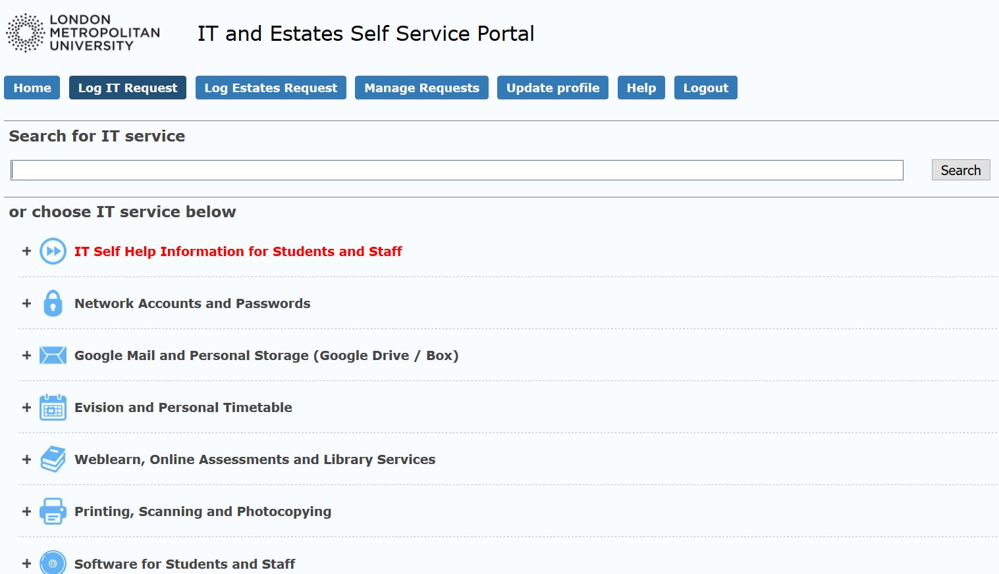 LONDON
METROPOLITAN
UNIVERSITY
IT and Estates Self Service Portal
Home Log IT Request Log Estates Request Manage Requests Update profile Help Logout
Search for IT service
Search
or choose IT service below
+ IT Self Help Information for Students and Staff
+ Network Accounts and Passwords
+ Google Mail and Personal Storage (Google Drive / Box)
+ Evision and Personal Timetable
+ Weblearn, Online Assessments and Library Services
+ Printing, Scanning and Photocopying
+ Software for Students and Staff